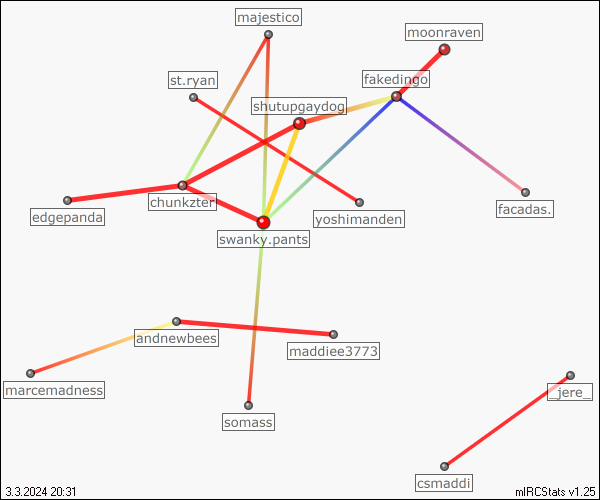 majestico
moonraven
st.ryan
fakedingo
shutupgaydog
chunkzter
edgepanda
yoshimanden
facadas.
swanky.pants
andnewbees
maddiee3773
marcemadness
_jere_
somass
csmaddi
3.3.2024 20:31
mIRCStats v1.25